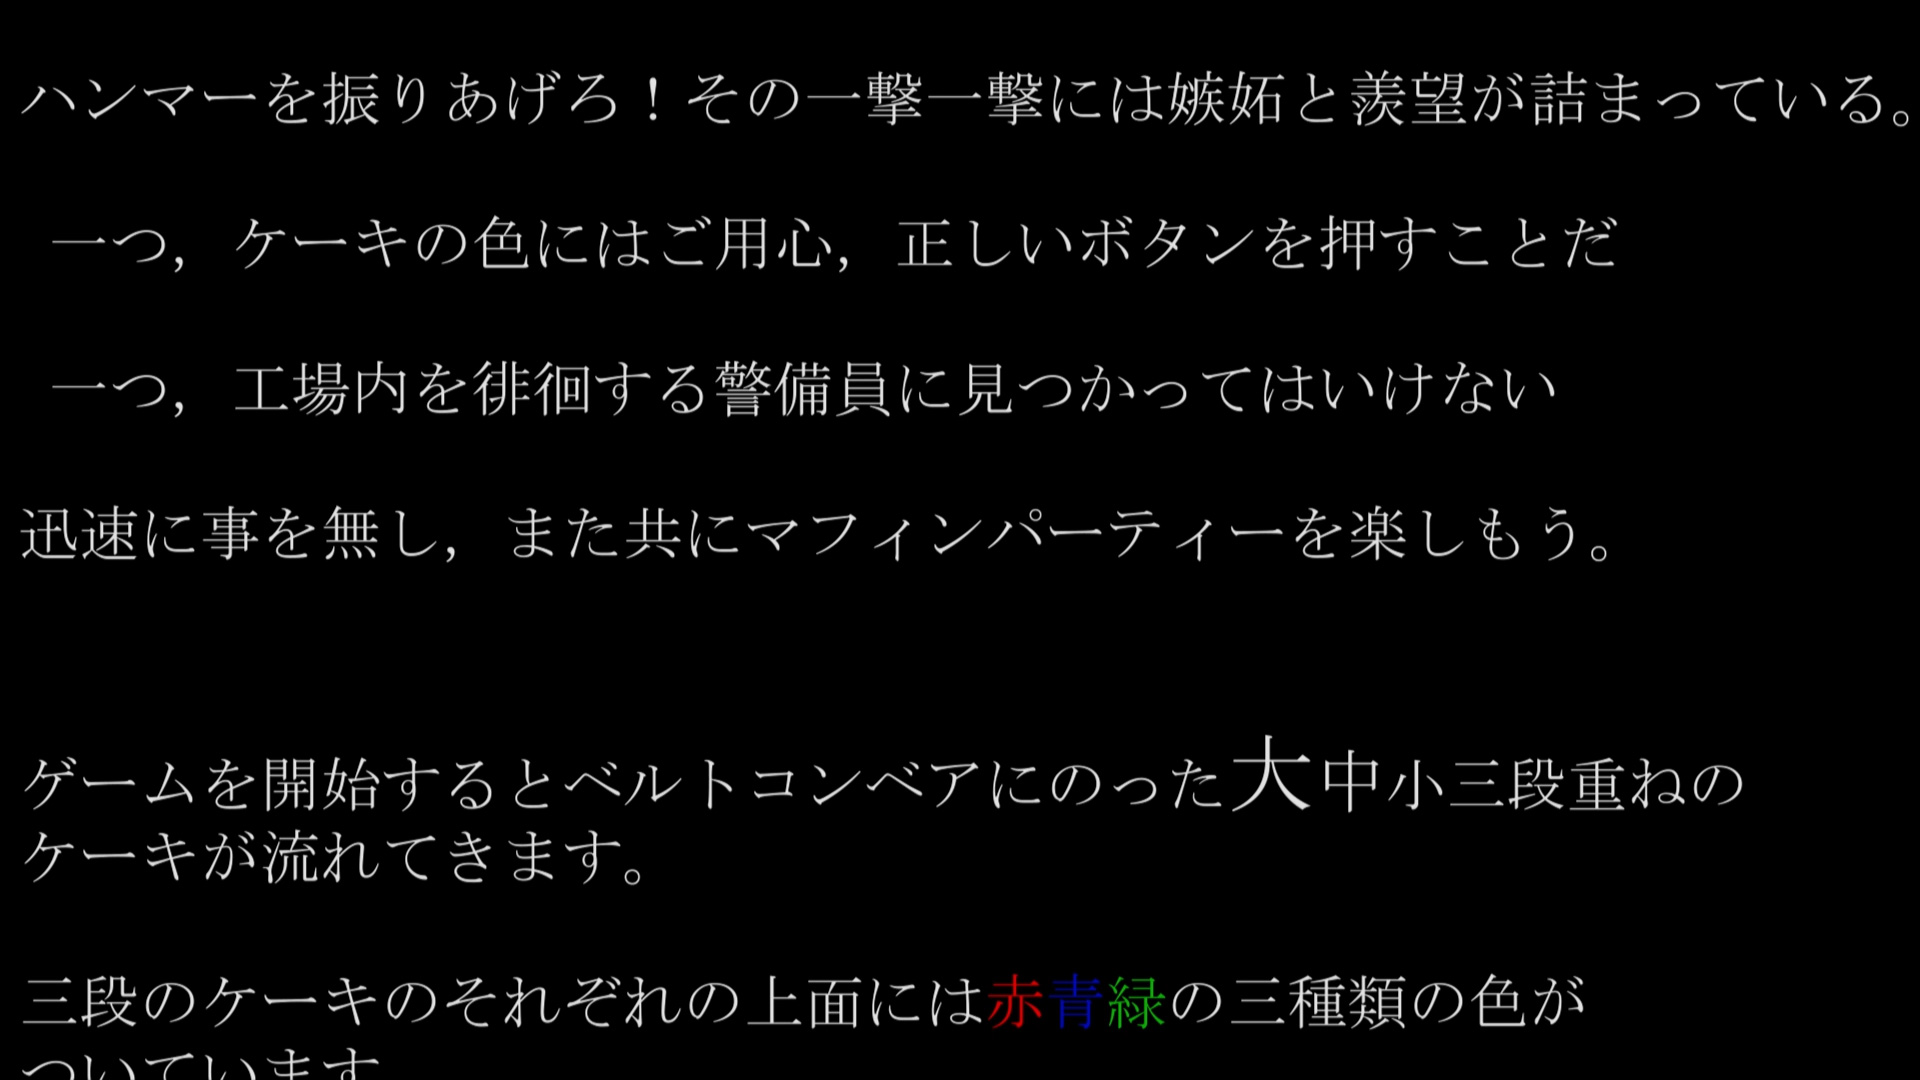 ハンマーを振りあげろ！その一撃一撃には嫉妬と羨望が詰まっている。
一つ，ケーキの色にはご用心，正しいボタンを押すことだ
一つ，工場内を徘徊する警備員に見つかってはいけない
迅速に事を無し，また共にマフィンパーティーを楽しもう。
ゲームを開始するとベルトコンベアにのった大中小三段重ねの
ケーキが流れてきます。
三段のケーキのそれぞれの上面には赤青緑の三種類の色が
ついています